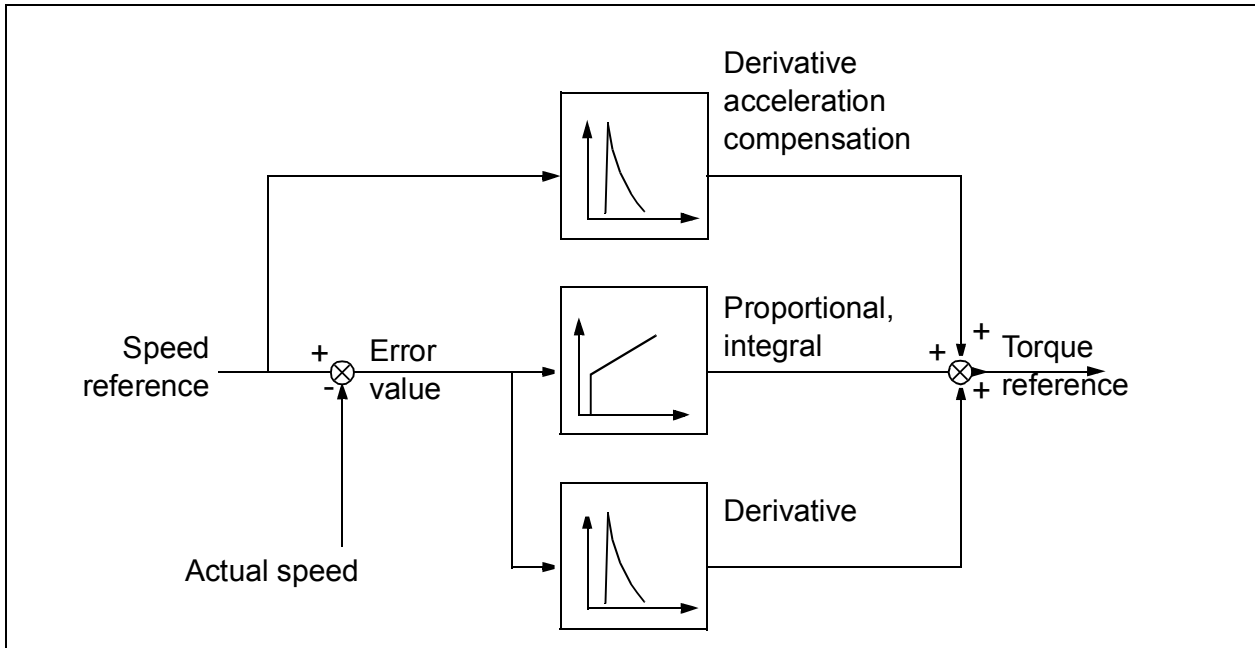 Derivative
acceleration
compensation
Proportional,
integral
Speed
reference
+
-
Error
value
+
+
+
Torque
reference
Derivative
Actual speed